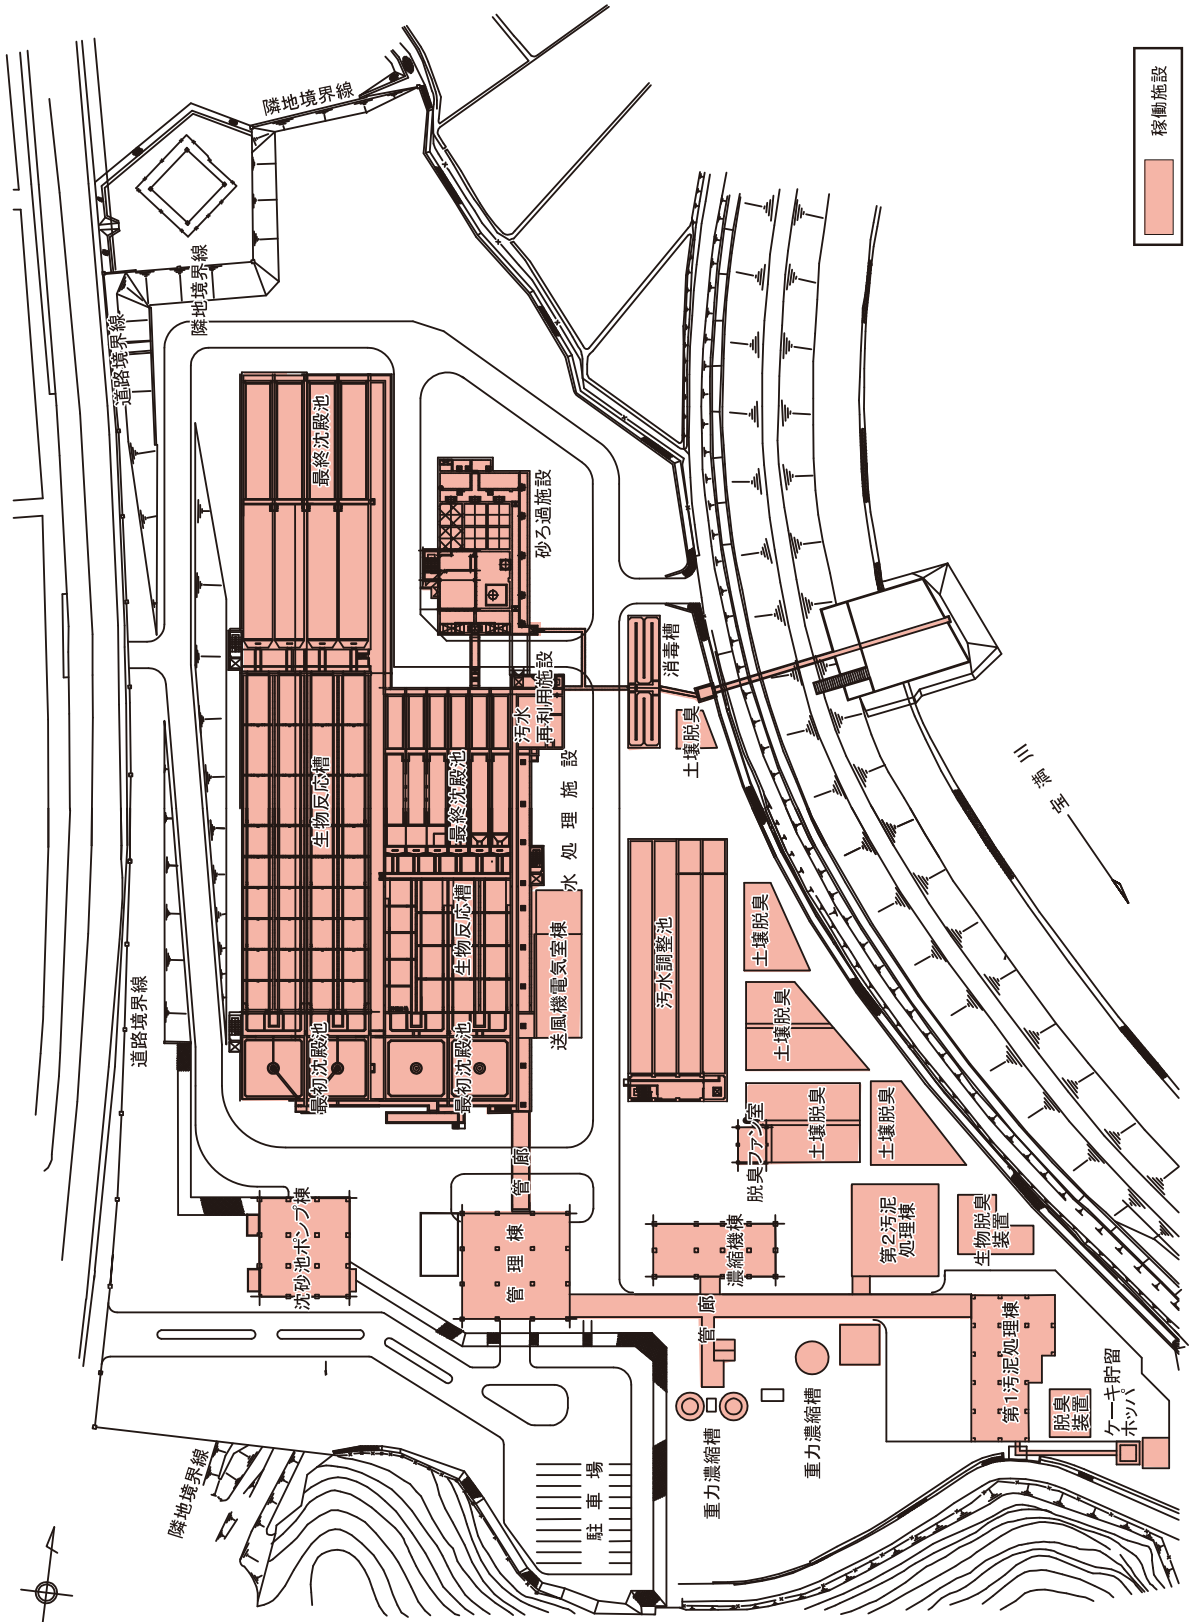 稼働施設
隣地境界線
隣地境界線
道路境界線
道路境界線
隣地境界線
最終沈殿池
砂ろ過施設
生物反応槽
最終沈殿池
汚水
再利用施設
消毒槽
土壌脱臭
水処理施設
生物反応槽
送風機電気室棟
汚水調整池
土壌脱臭
土壌脱臭
土壌脱臭
土壌脱臭
最初沈殿池
最初沈殿池
脱臭ファン室
管廊
沈砂池ポンプ棟
管理棟
濃縮機棟
第2汚泥
処理棟
生物脱臭
装置
管廊
第1汚泥処理棟
重力濃縮槽
重力濃縮槽
脱臭
装置
ケーキ貯留
ホッパ
駐車場